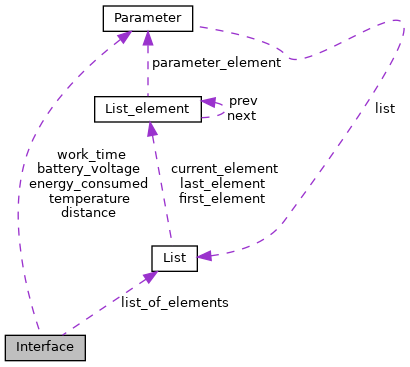 Parameter
parameter_element
List_element
prev
next
list
work_time
battery_voltage
energy_consumed
temperature
distance
current_element
last_element
first_element
List
list_of_elements
Interface